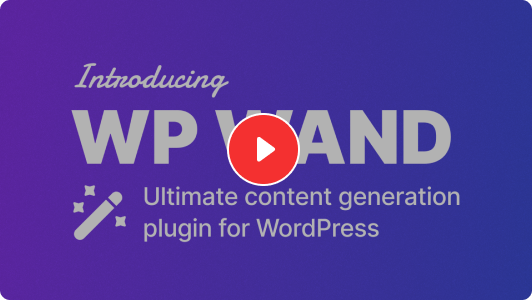 Introducing
WP WAND
Ultimate content generation
plugin for WordPress